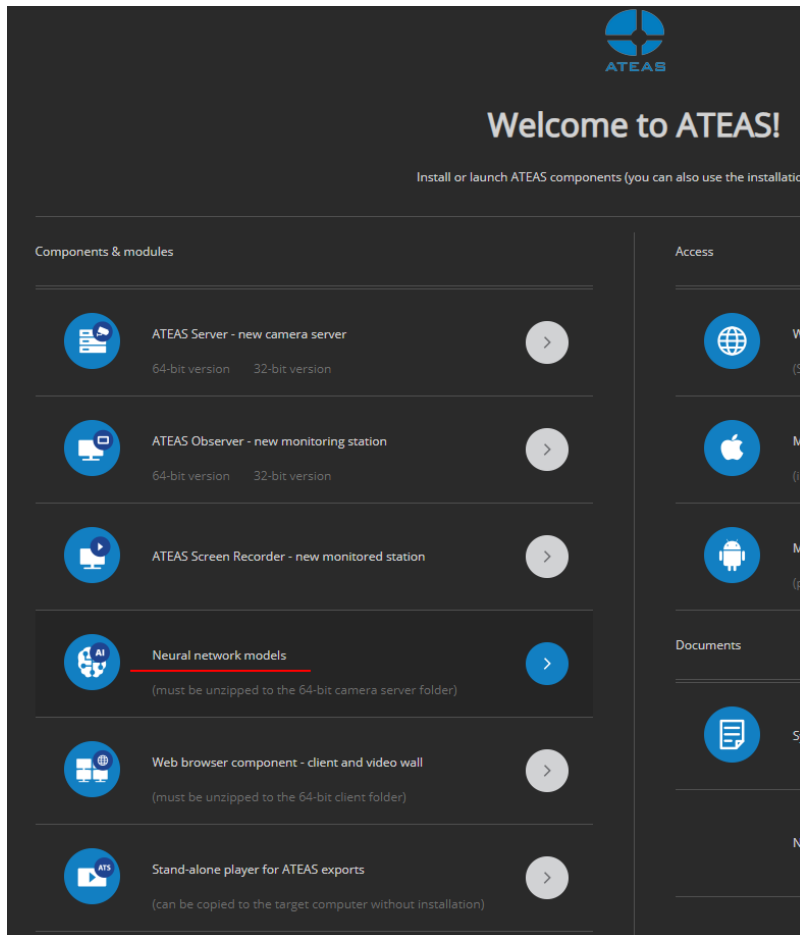 ATEAS
Welcome to ATEAS!
Install or launch ATEAS components (you can also use the
Components & modules
ATEAS Server - new camera server
64-bit version 32-bit version
ATEAS Observer - new monitoring station
64-bit version 32-bit version
ATEAS Screen Recorder - new monitored station
AI
Neural network models
(must be unzipped to the 64-bit camera server folder)
Web browser component - client and video wall
(must be unzipped to the 64-bit client folder)
ATS
Stand-alone player for ATEAS exports
(can be copied to the target computer without installation)
Access
Documents